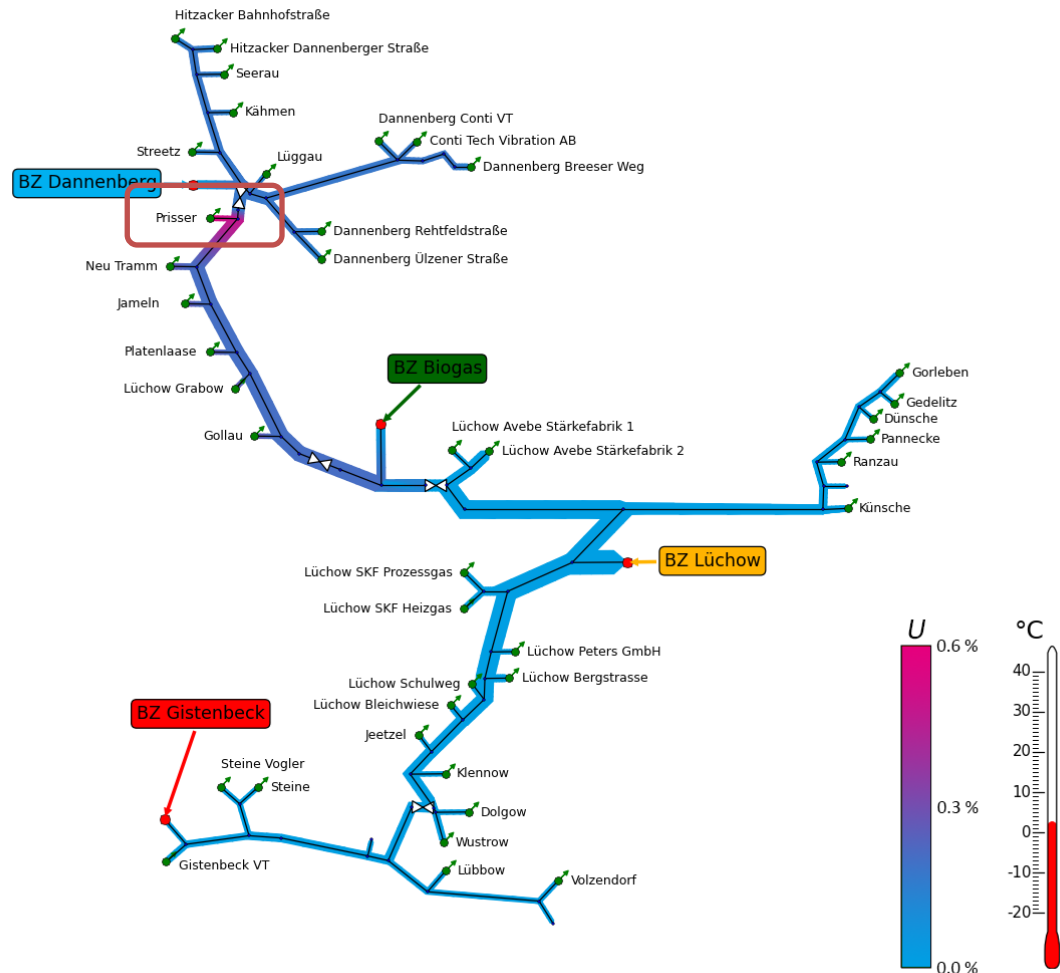 Hitzacker Bahnhofstraße
Hitzacker Dannenberger Straße
Seerau
Kähmen
Dannenberg Conti VT
Conti Tech Vibration AB
Streetz
Lüggau
Dannenberg Breeser Weg
BZ Dannenberg
Prisser
Dannenberg Rehtfeldstraße
Dannenberg Ülzener Straße
Neu Tramm
Jameln
Platenlaase
BZ Biogas
Lüchow Grabow
Gorleben
Gedelitz
Dünsche
Lüchow Avebe Stärkefabrik 1
Gollau
Pannecke
Lüchow Avebe Stärkefabrik 2
Ranzau
Künsche
BZ Lüchow
Lüchow SKF Prozessgas
Lüchow SKF Heizgas
U
°C
0.6 %
40
30
20
10
0
-10
-20
0.3 %
0.0 %
Lüchow Peters GmbH
Lüchow Bergstrasse
Lüchow Schulweg
Lüchow Bleichwiese
BZ Gistenbeck
Jeetzel
Steine Vogler
Klennow
Steine
Dolgow
Wustrow
Gistenbeck VT
Lübbow
Volzendorf